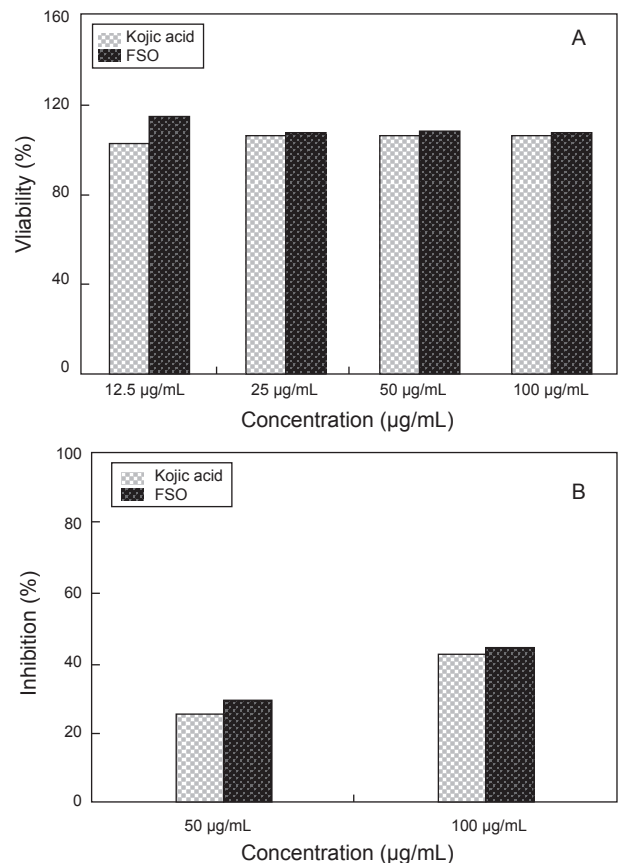 160
120
80
40
0
Vliability (%)
Kojic acid
FSO
A
12.5 µg/mL
25 µg/mL
50 µg/mL
100 µg/mL
Concentration (µg/mL)
100
80
60
40
20
0
Inhibition (%)
Kojic acid
FSO
B
50 µg/mL
100 µg/mL
Concentration (µg/mL)